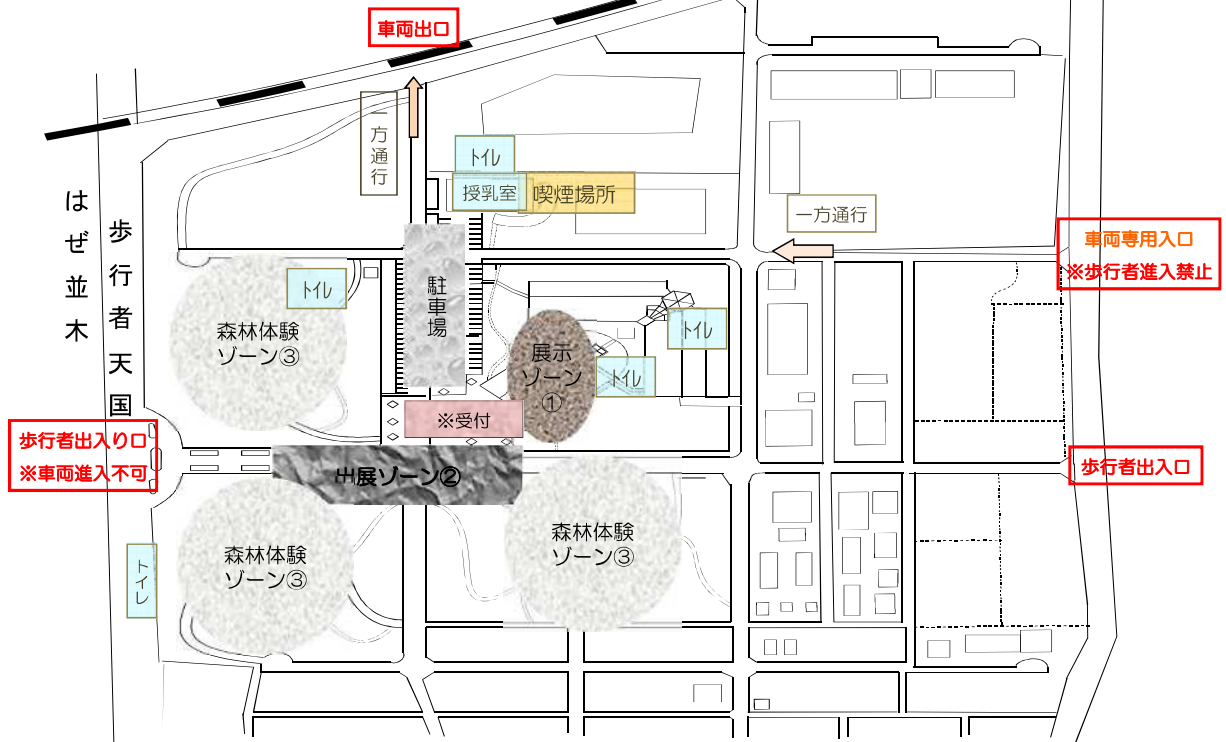 車両出口
一方通行
トイレ
授乳室
喫煙場所
一方通行
車両専用入口
※歩行者進入禁止
はぜ並木
歩行者天国
駐車場
トイレ
森林体験
ゾーン③
展示
ゾーン
①
トイレ
トイレ
※受付
歩行者出入り口
※車両進入不可
出展ゾーン②
歩行者出入口
森林体験
ゾーン③
森林体験
ゾーン③
トイレ